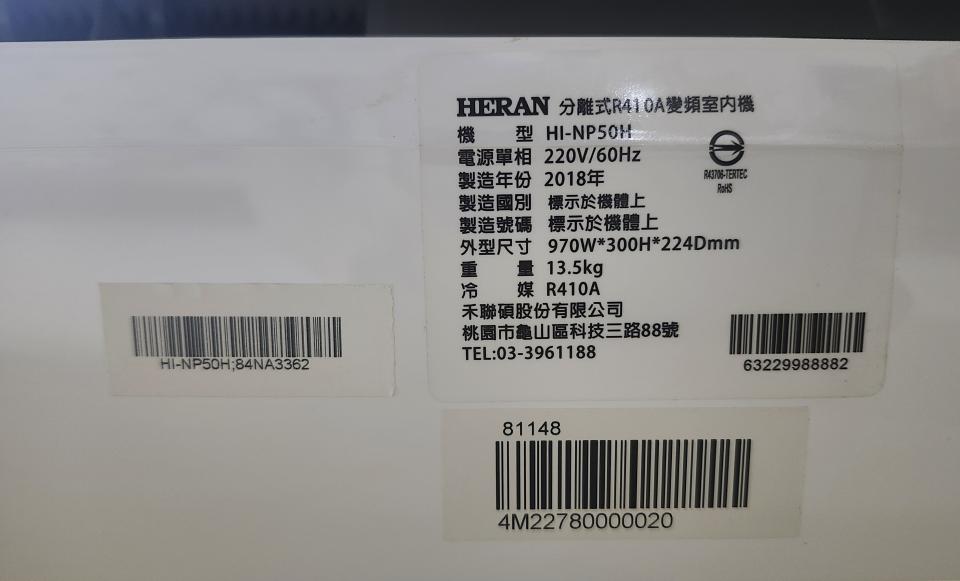 HERAN 分離式R410A變頻室內機
機 型 HI-NP50H
電源單相 220V/60Hz
製造年份 2018年
製造國別 標示於機體上
製造號碼 標示於機體上
外型尺寸 970W*300H*224Dmm
重 量 13.5kg
冷 媒 R410A
禾聯碩股份有限公司
桃園市龜山區科技三路88號
TEL:03-3961188
R43706-TERTEC
RoHS
63229988882
HI-NP50H;84NA3362
81148
4M22780000020